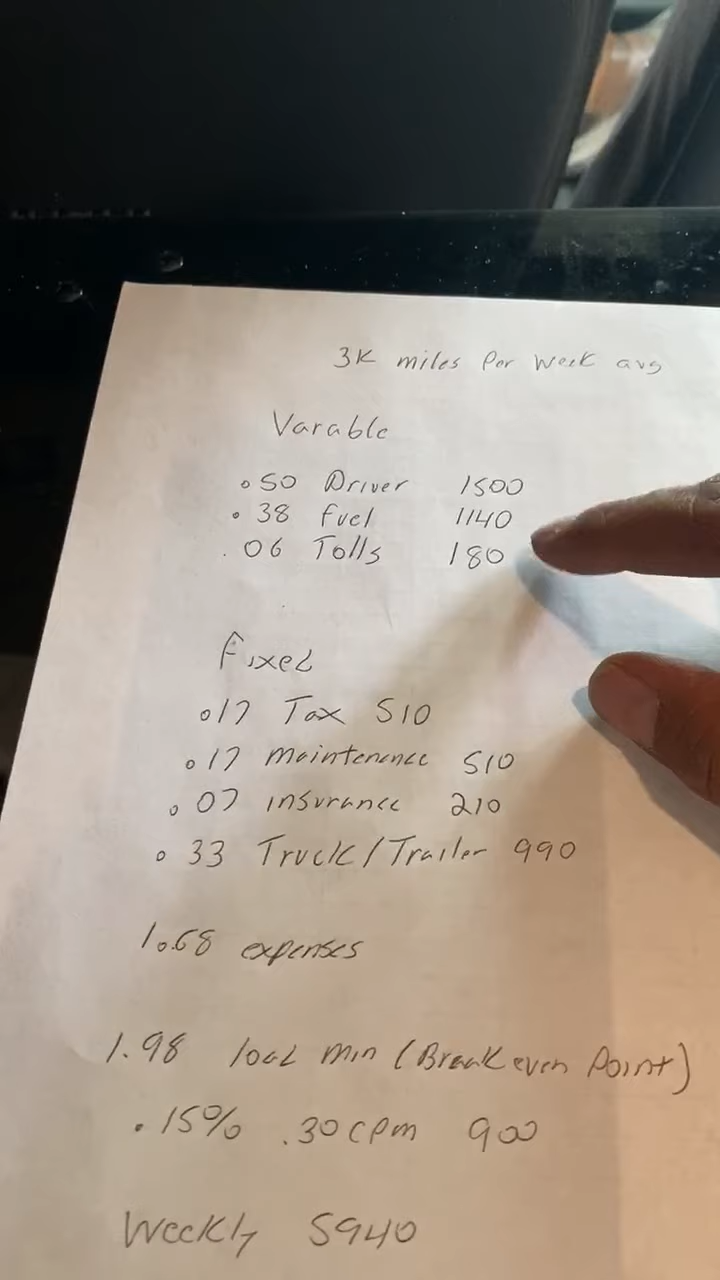 3K miles Per Week avg
Varable
.50 Driver 1500
.38 fuel 1140
.06 Tolls 180
Fixed
.17 Tax 510
.17 maintenence 510
.07 insurance 210
.33 Truck/Trailer 990
1.68 expenses
1.98 load min (Break even Point)
.15% .30 cpm 900
Weekly 5940